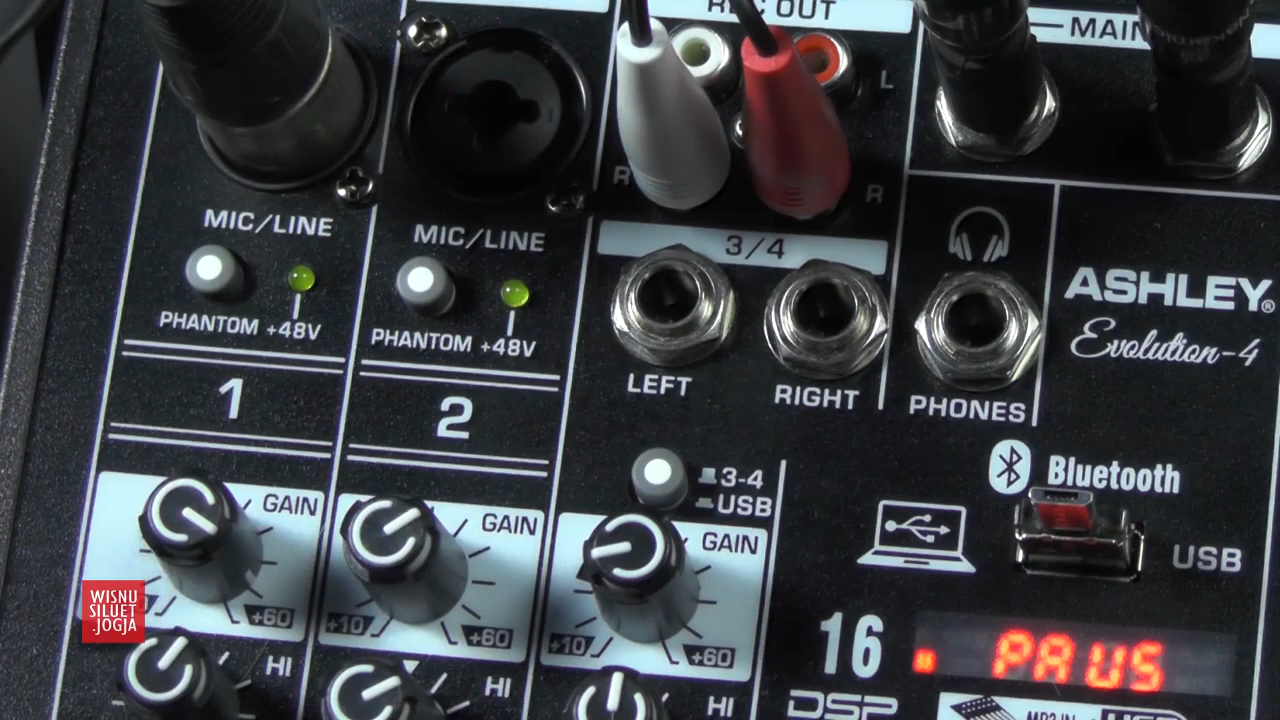 REC OUT
MAIN
L
R
R
MIC/LINE
MIC/LINE
3/4
PHANTOM +48V
PHANTOM +48V
ASHLEY®
Evolution-4
LEFT
RIGHT
PHONES
1
2
3-4
USB
Bluetooth
USB
GAIN
GAIN
GAIN
+60
+10
+60
+10
+60
WISNU
SILUET
.JOGJA
16
DSP
PAUS
HI
HI
HI
MP3 IN